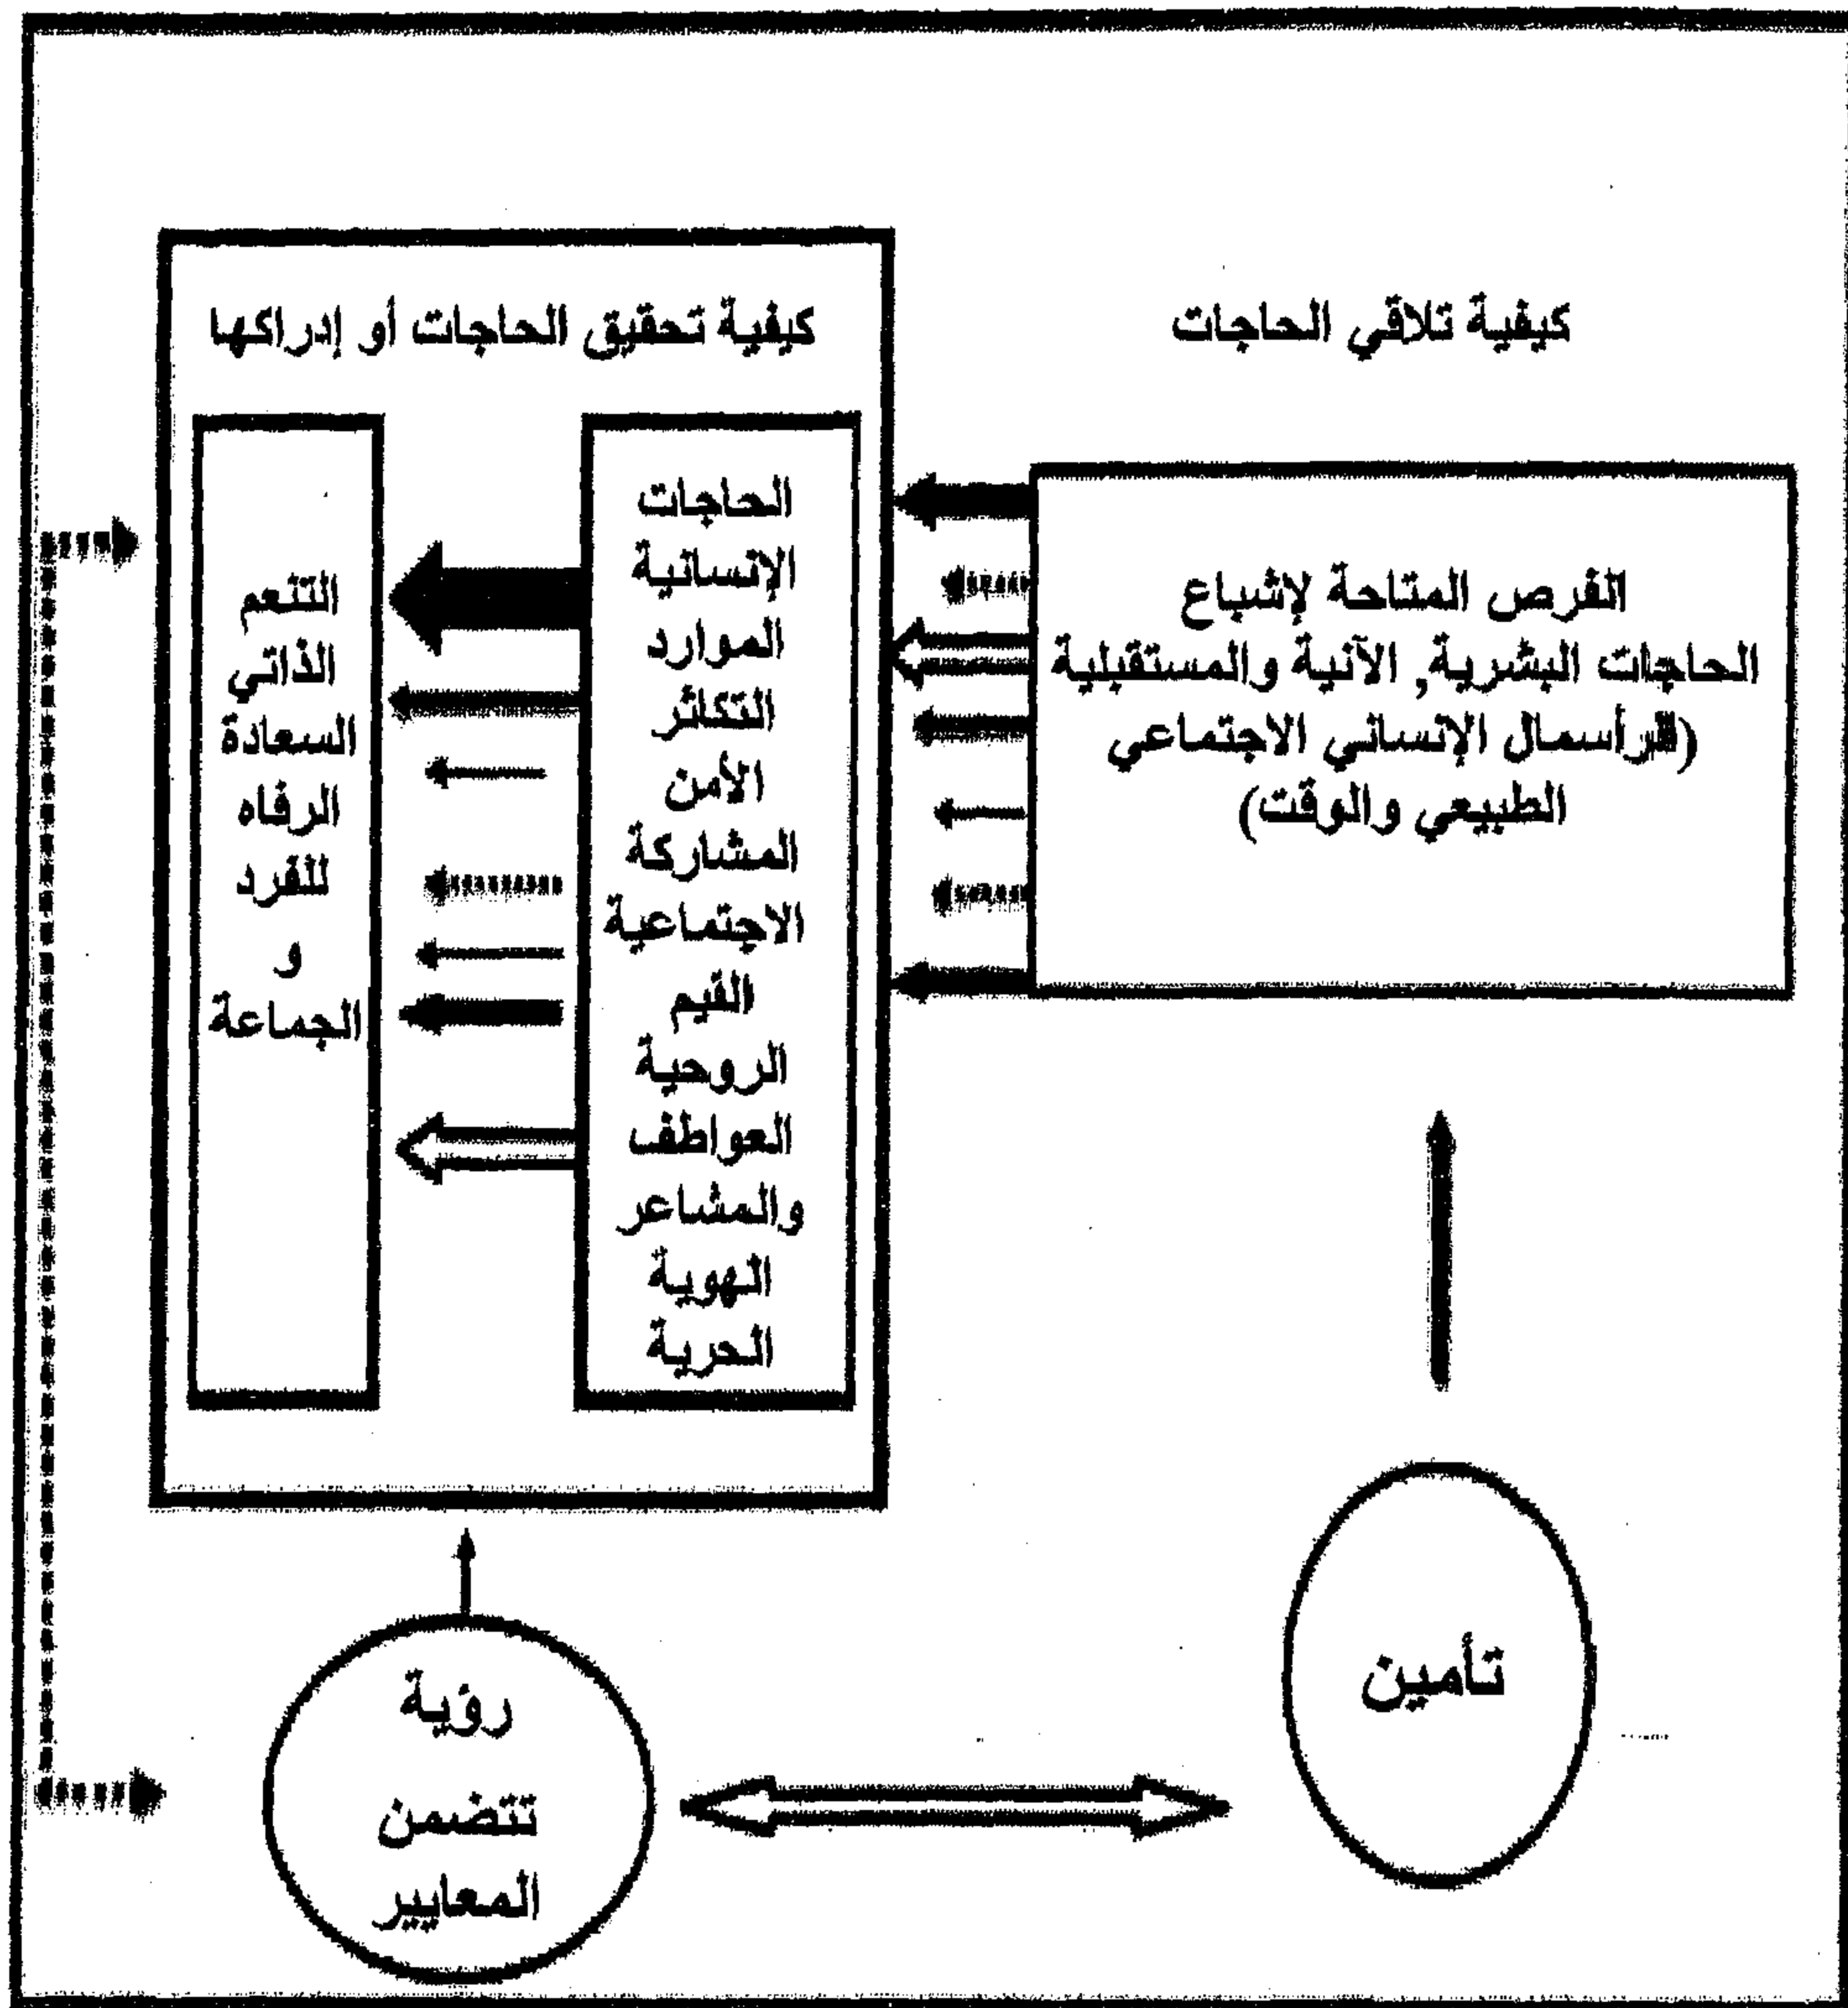 كيفية تلاقي الحاجات
الفرص المتاحة لإشباع
الحاجات البشرية, الآنية والمستقبلية
(الرأسمال الإنساني الاجتماعي
الطبيعي والوقت)
كيفية تحقيق الحاجات أو إدراكها
الحاجات
الإنسانية
الموارد
التكاثر
الأمن
المشاركة
الاجتماعية
القيم
الروحية
العواطف
والمشاعر
الهوية
الحرية
التنعم
الذاتي
السعادة
الرفاه
للفرد
و
الجماعة
تأمين
رؤية
تتضمن
المعايير